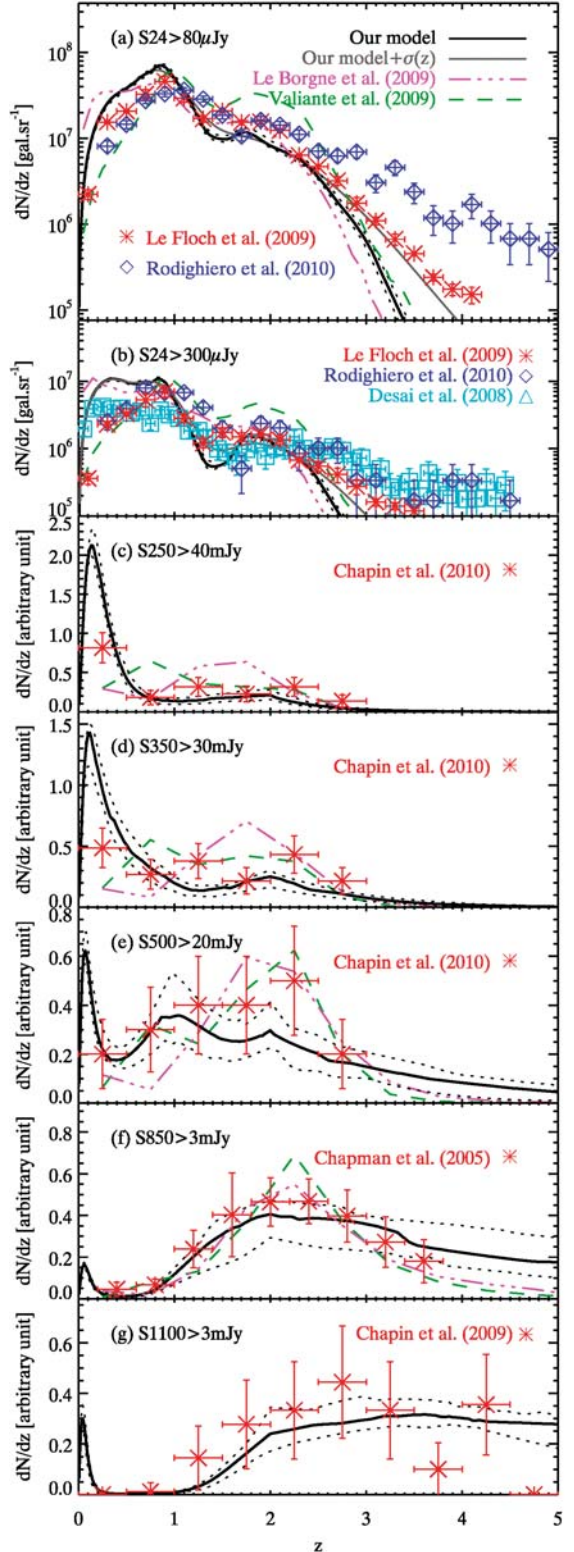 (a) S24>80μJy
Our model
Our model+σ(z)
Le Borgne et al. (2009)
Valiante et al. (2009)
Le Floch et al. (2009)
Rodighiero et al. (2010)
dN/dz [gal.sr⁻¹]
10⁸
10⁷
10⁶
10⁵
(b) S24>300μJy
Le Floch et al. (2009)
Rodighiero et al. (2010)
Desai et al. (2008)
dN/dz [gal.sr⁻¹]
10⁷
10⁶
10⁵
(c) S250>40mJy
Chapin et al. (2010)
dN/dz [arbitrary unit]
2.5
2.0
1.5
1.0
0.5
0.0
(d) S350>30mJy
Chapin et al. (2010)
dN/dz [arbitrary unit]
1.5
1.0
0.5
0.0
(e) S500>20mJy
Chapin et al. (2010)
dN/dz [arbitrary unit]
0.8
0.6
0.4
0.2
0.0
(f) S850>3mJy
Chapman et al. (2005)
dN/dz [arbitrary unit]
0.8
0.6
0.4
0.2
0.0
(g) S1100>3mJy
Chapin et al. (2009)
dN/dz [arbitrary unit]
0.8
0.6
0.4
0.2
0.0
0 1 2 3 4 5
z